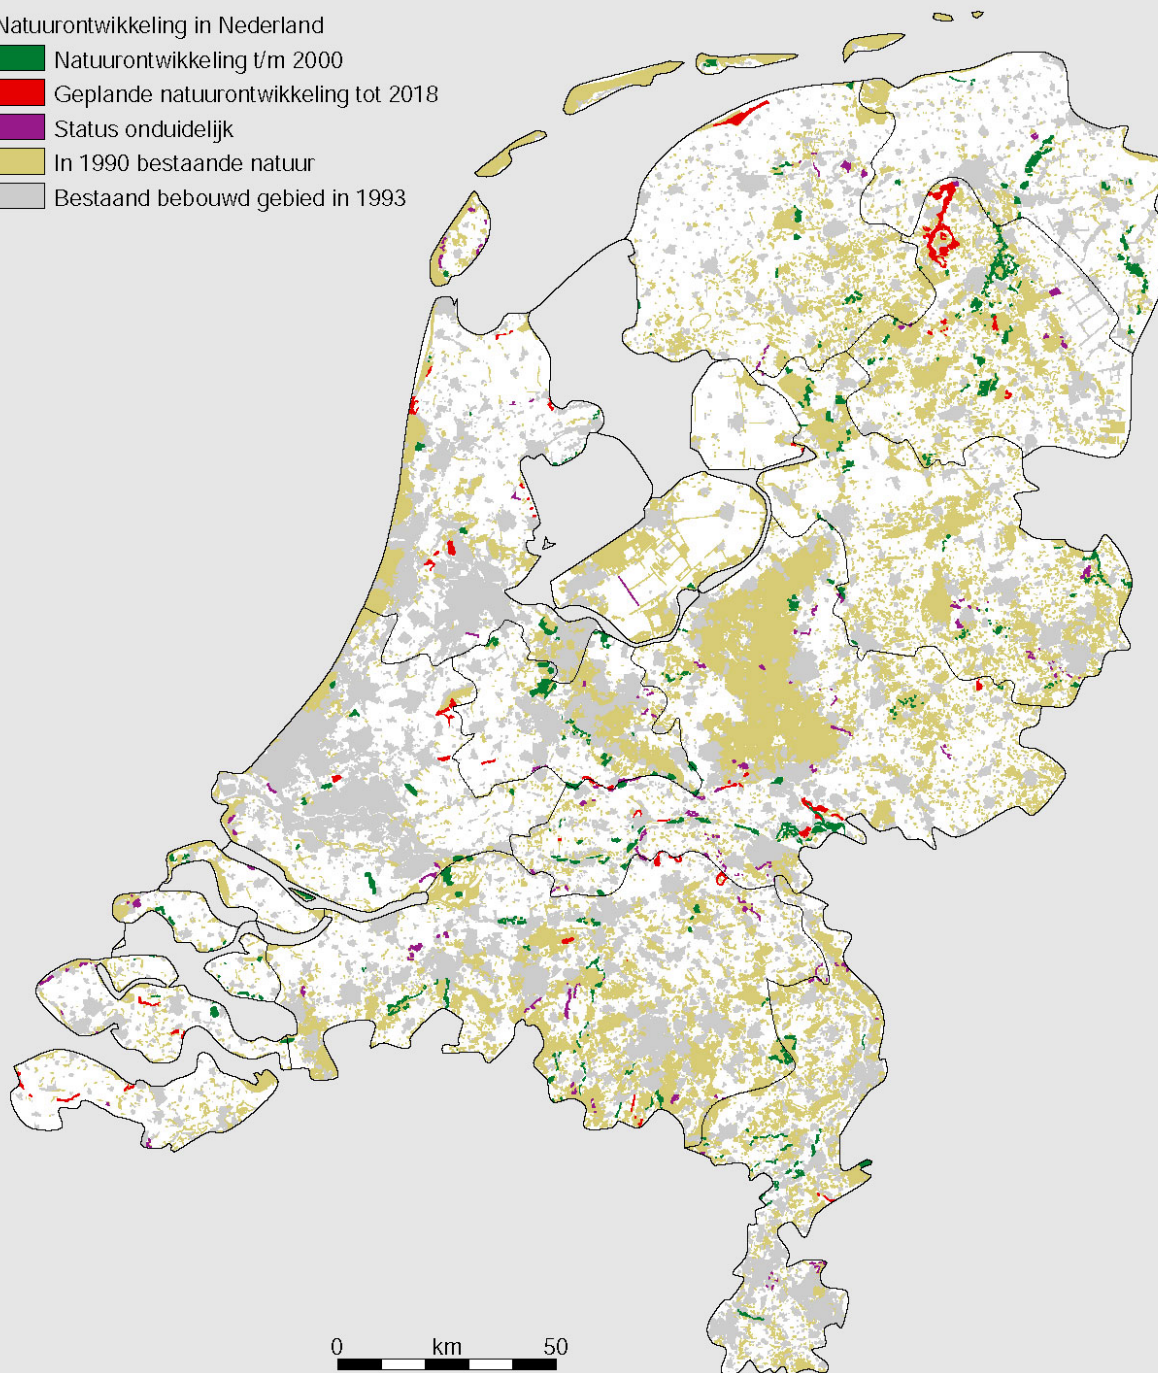 Natuurontwikkeling in Nederland
Natuurontwikkeling t/m 2000
Geplande natuurontwikkeling tot 2018
Status onduidelijk
In 1990 bestaande natuur
Bestaand bebouwd gebied in 1993
0 km 50